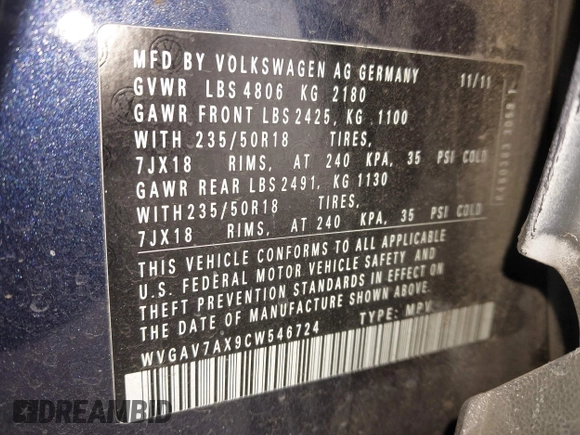 MFD BY VOLKSWAGEN AG GERMANY 11/11
GVWR LBS 4806 KG 2180
GAWR FRONT LBS 2425, KG 1100
WITH 235/50R18 TIRES,
7JX18 RIMS, AT 240 KPA, 35 PSI COLD
GAWR REAR LBS 2491, KG 1130
WITH 235/50R18 TIRES,
7JX18 RIMS, AT 240 KPA, 35 PSI COLD
THIS VEHICLE CONFORMS TO ALL APPLICABLE
U.S. FEDERAL MOTOR VEHICLE SAFETY AND
THEFT PREVENTION STANDARDS IN EFFECT ON
THE DATE OF MANUFACTURE SHOWN ABOVE.
WVGAV7AX9CW546724 TYPE: MPV
DREAMBID